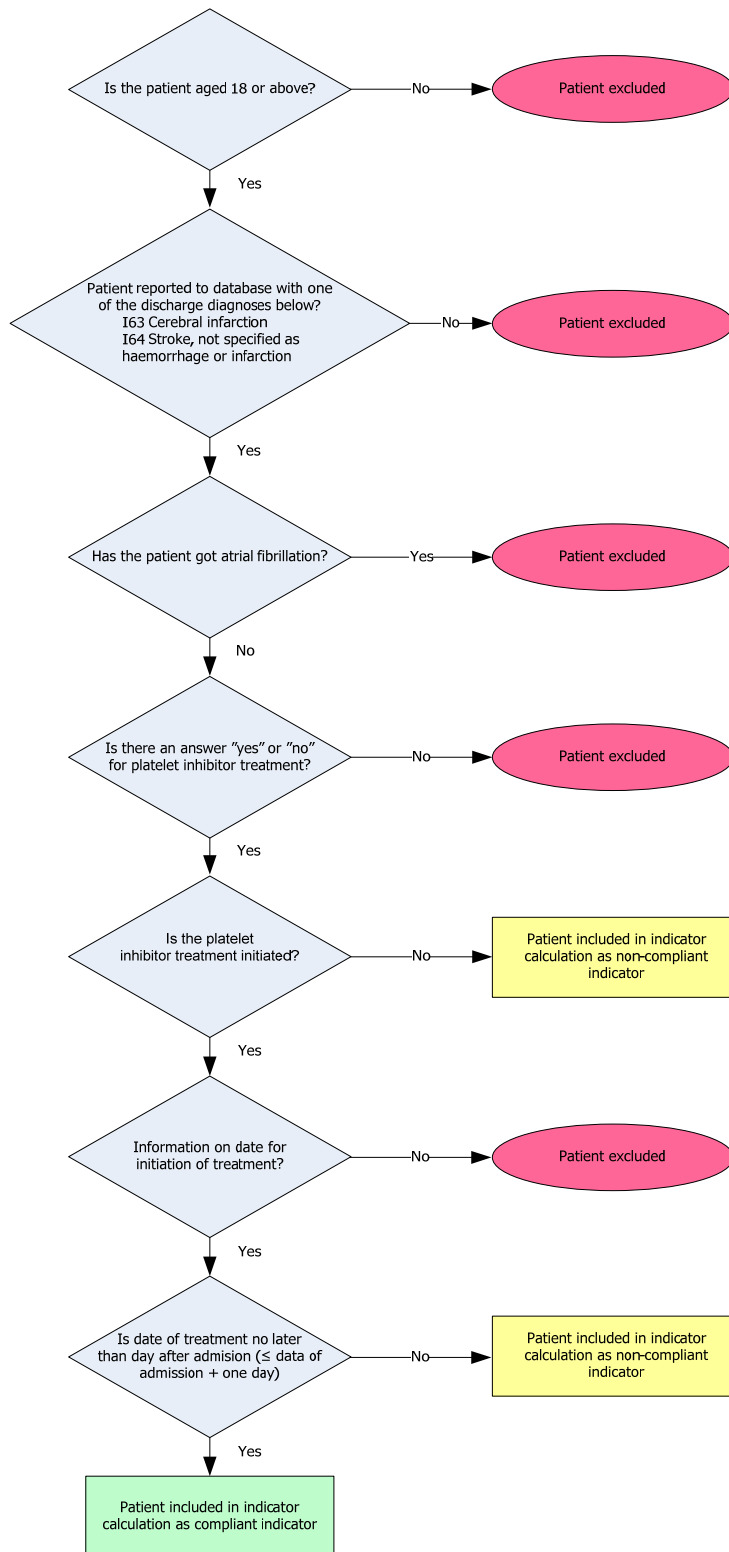 Is the patient aged 18 or above?
No
Patient excluded
Yes
Patient reported to database with one
of the discharge diagnoses below?
I63 Cerebral infarction
I64 Stroke, not specified as
haemorrhage or infarction
No
Patient excluded
Yes
Has the patient got atrial fibrillation?
Yes
Patient excluded
No
Is there an answer ”yes” or ”no”
for platelet inhibitor treatment?
No
Patient excluded
Yes
Is the platelet
inhibitor treatment initiated?
No
Patient included in indicator
calculation as non-compliant
indicator
Yes
Information on date for
initiation of treatment?
No
Patient excluded
Yes
Is date of treatment no later
than day after admision (≤ data of
admission + one day)
No
Patient included in indicator
calculation as non-compliant
indicator
Yes
Patient included in indicator
calculation as compliant indicator